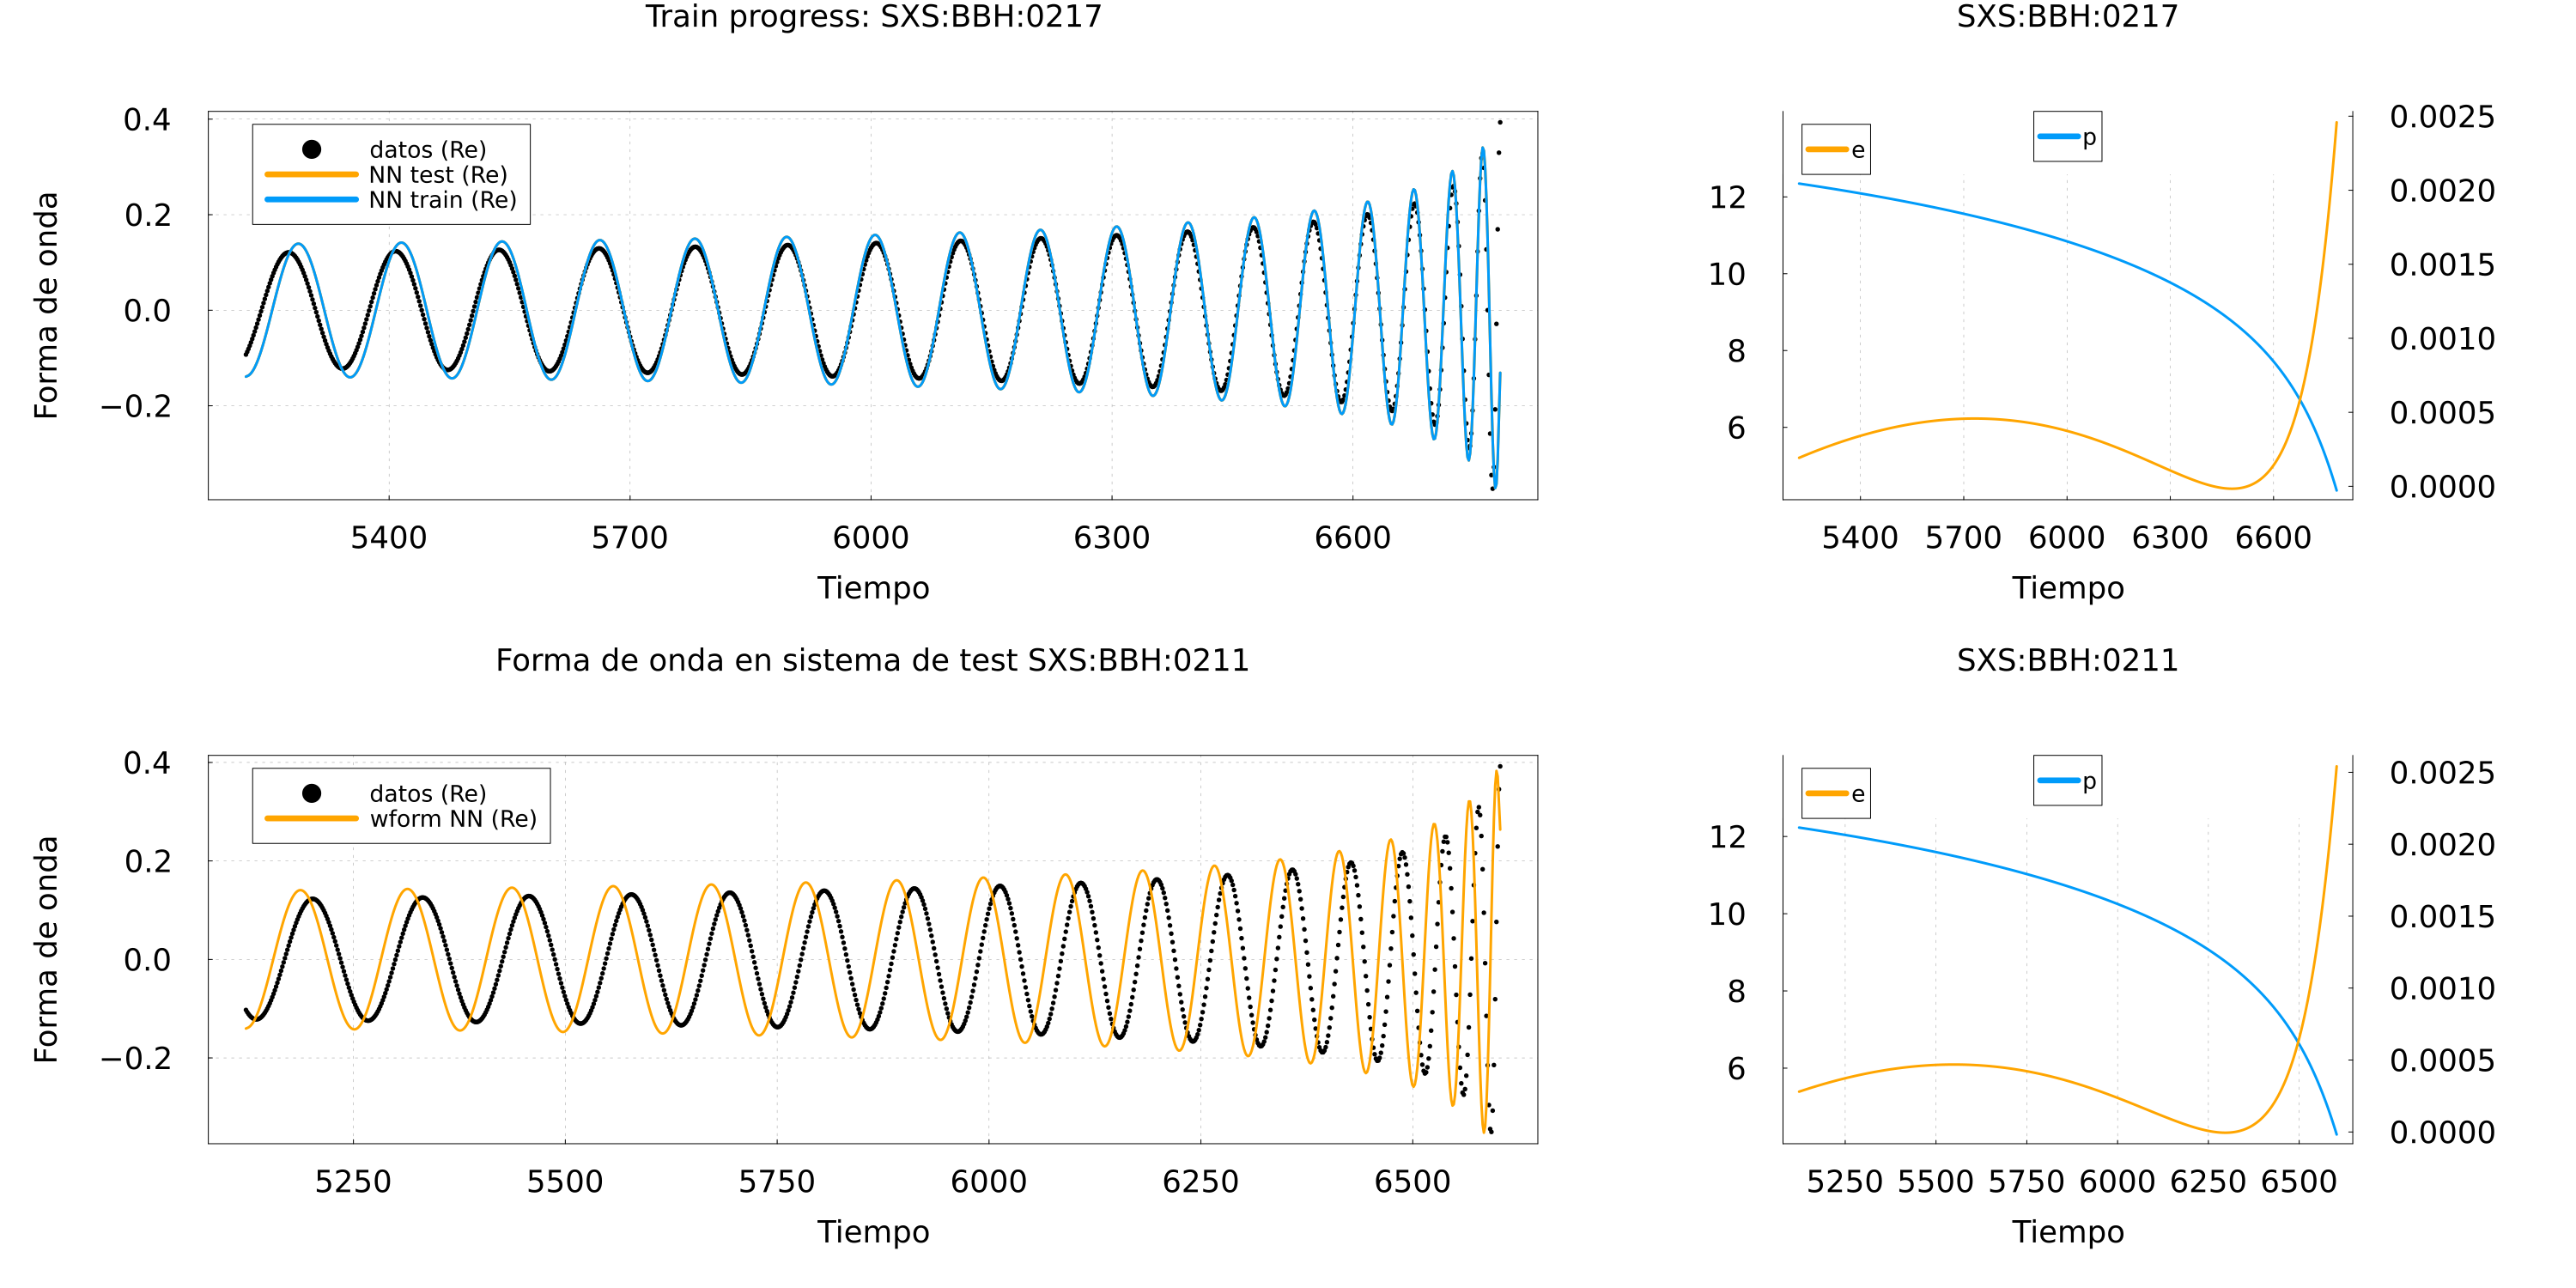 Train progress: SXS:BBH:0217
0.4
0.2
0.0
−0.2
Forma de onda
datos (Re)
NN test (Re)
NN train (Re)
5400 5700 6000 6300 6600
Tiempo
SXS:BBH:0217
12
10
8
6
e
p
0.0025
0.0020
0.0015
0.0010
0.0005
0.0000
5400 5700 6000 6300 6600
Tiempo
Forma de onda en sistema de test SXS:BBH:0211
0.4
0.2
0.0
−0.2
Forma de onda
datos (Re)
wform NN (Re)
5250 5500 5750 6000 6250 6500
Tiempo
SXS:BBH:0211
12
10
8
6
e
p
0.0025
0.0020
0.0015
0.0010
0.0005
0.0000
5250 5500 5750 6000 6250 6500
Tiempo